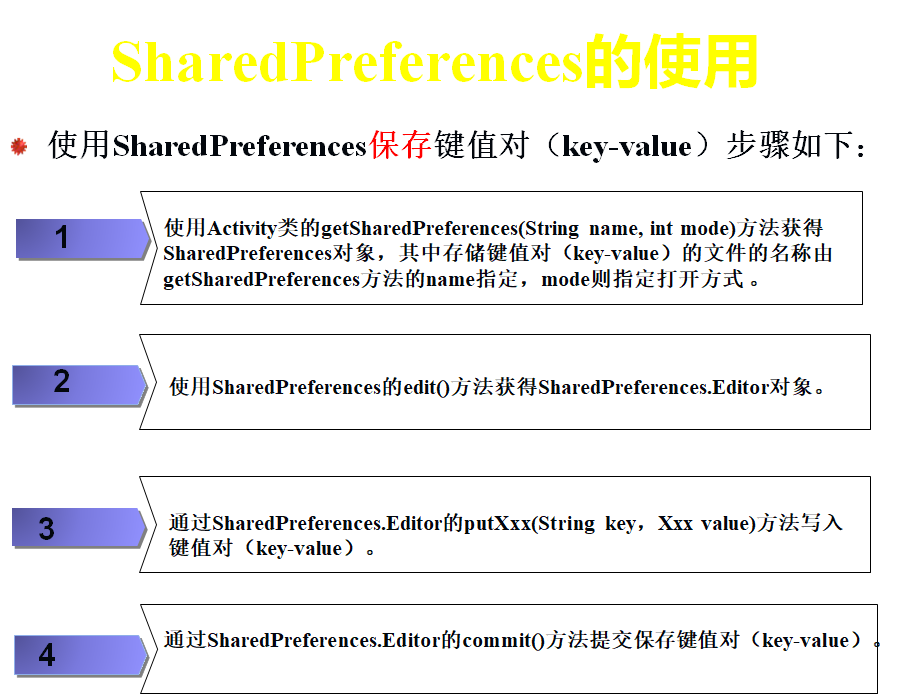 SharedPreferences的使用
使用SharedPreferences保存键值对（key-value）步骤如下：
1
使用Activity类的getSharedPreferences(String name, int mode)方法获得
SharedPreferences对象，其中存储键值对（key-value）的文件的名称由
getSharedPreferences方法的name指定，mode则指定打开方式 。
2
使用SharedPreferences的edit()方法获得SharedPreferences.Editor对象。
3
通过SharedPreferences.Editor的putXxx(String key，Xxx value)方法写入
键值对（key-value）。
4
通过SharedPreferences.Editor的commit()方法提交保存键值对（key-value）。